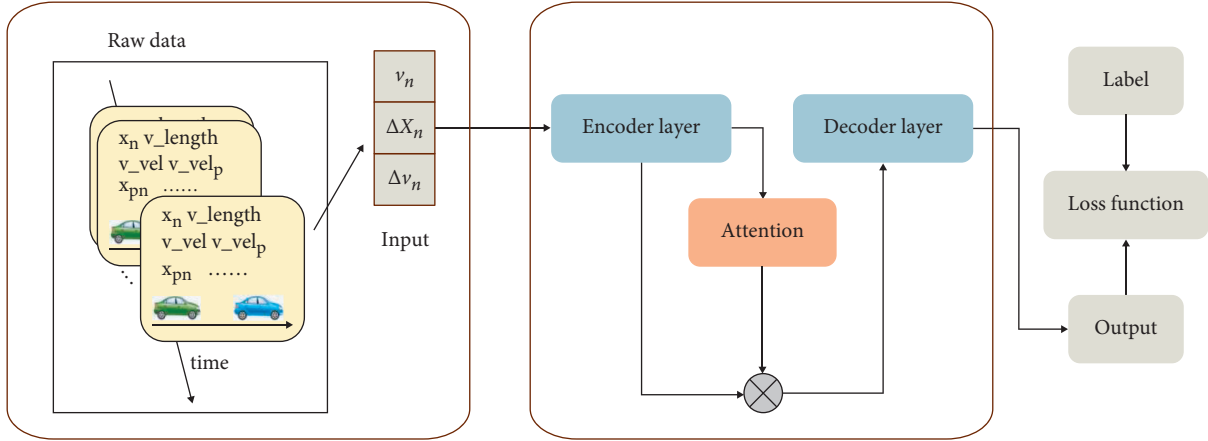 Raw data
x_n v_length
v_vel v_vel_p
x_pn ......
x_n v_length
v_vel v_vel_p
x_pn ......
time
v_n
ΔX_n
Δv_n
Input
Encoder layer
Decoder layer
Attention
Label
Loss function
Output